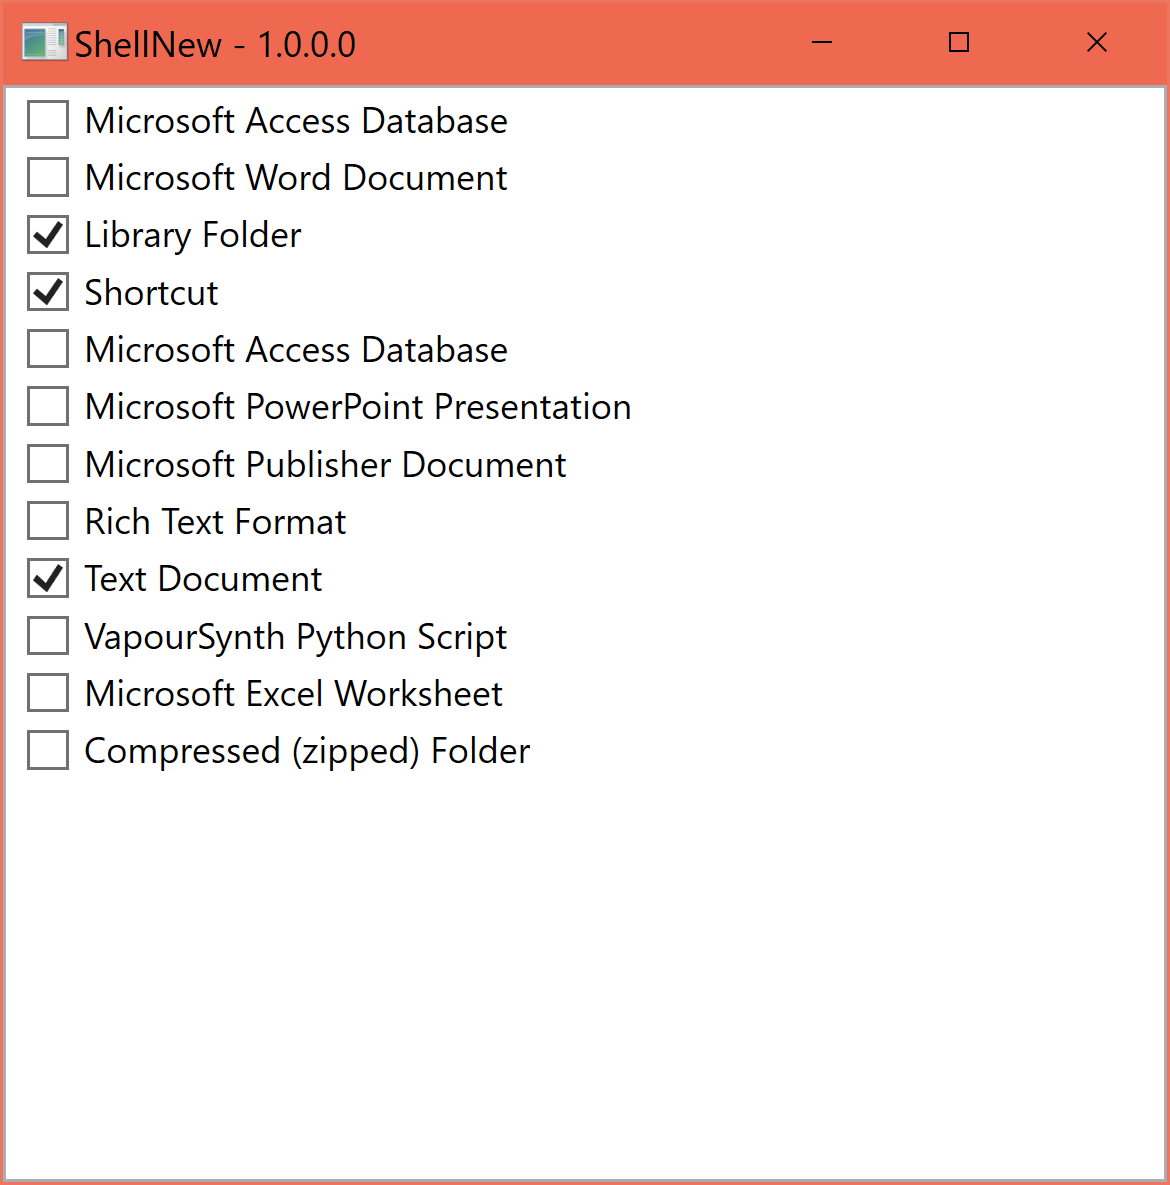 ShellNew - 1.0.0.0
Microsoft Access Database
Microsoft Word Document
Library Folder
Shortcut
Microsoft Access Database
Microsoft PowerPoint Presentation
Microsoft Publisher Document
Rich Text Format
Text Document
VapourSynth Python Script
Microsoft Excel Worksheet
Compressed (zipped) Folder